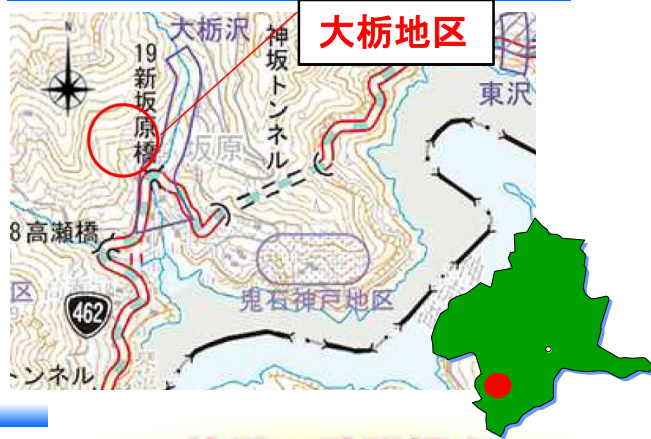 大栃地区
大栃沢
神坂トンネル
19新坂原橋
坂原
東沢
8高瀬橋
鬼石神戸地区
区
462
ンネル
N